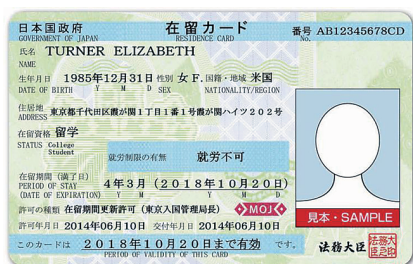 日本国政府 在留カード 番号 AB12345678CD
GOVERNMENT OF JAPAN RESIDENCE CARD No.
氏名 TURNER ELIZABETH
NAME
生年月日 1985年12月31日 性別 女 F. 国籍・地域 米国
DATE OF BIRTH Y M D SEX NATIONALITY/REGION
住居地 東京都千代田区霞が関1丁目1番1号霞が関ハイツ202号
ADDRESS
在留資格 留学
STATUS College Student
就労制限の有無 就労不可
在留期間(満了日) 4年3月(2018年10月20日)
PERIOD OF STAY
(DATE OF EXPIRATION) Y M Y M D
許可の種類 在留期間更新許可(東京入国管理局長) MOJ
見本・SAMPLE
許可年月日 2014年06月10日 交付年月日 2014年06月10日
このカードは 2018年10月20日まで有効 です。
PERIOD OF VALIDITY OF THIS CARD
法務大臣